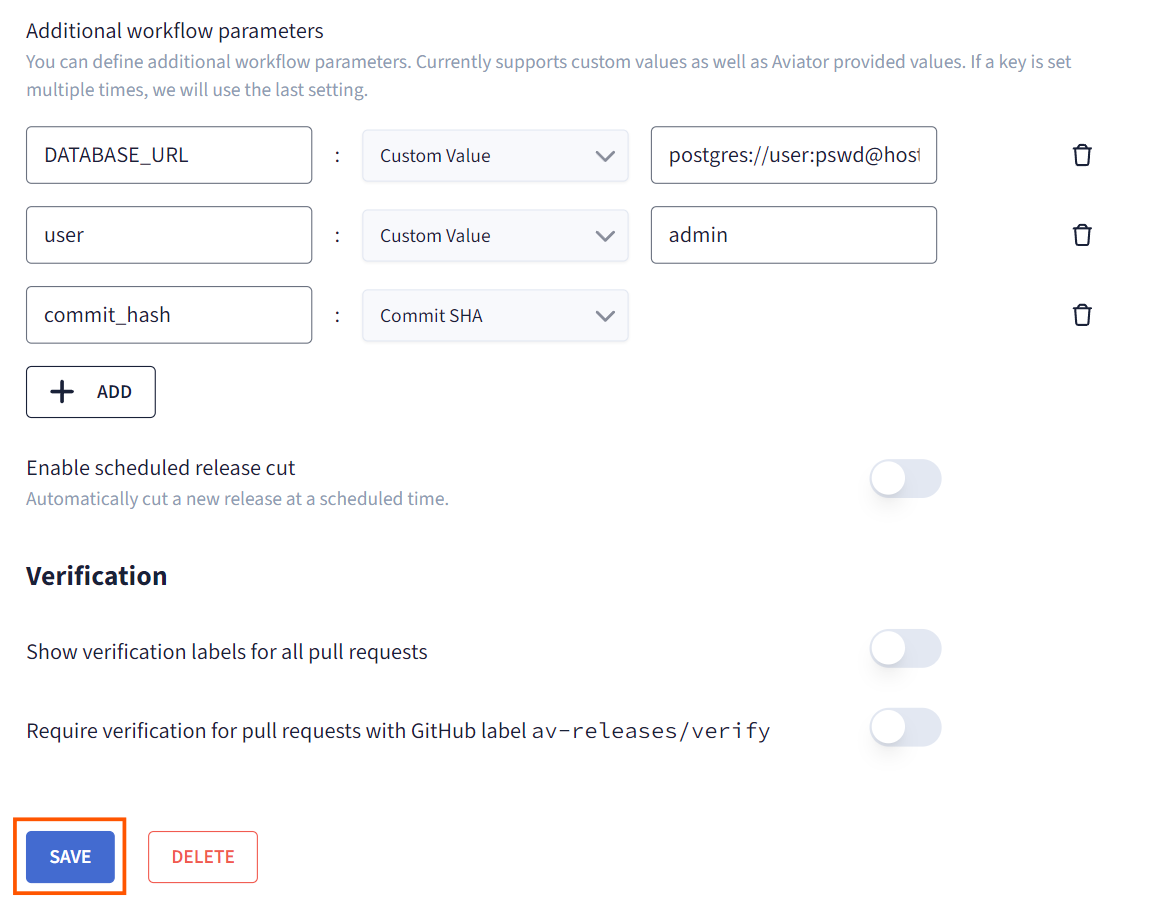 Additional workflow parameters
You can define additional workflow parameters. Currently supports custom values as well as Aviator provided values. If a key is set
multiple times, we will use the last setting.
DATABASE_URL : Custom Value postgres://user:pswd@host
user : Custom Value admin
commit_hash : Commit SHA
ADD
Enable scheduled release cut
Automatically cut a new release at a scheduled time.
Verification
Show verification labels for all pull requests
Require verification for pull requests with GitHub label av-releases/verify
SAVE DELETE